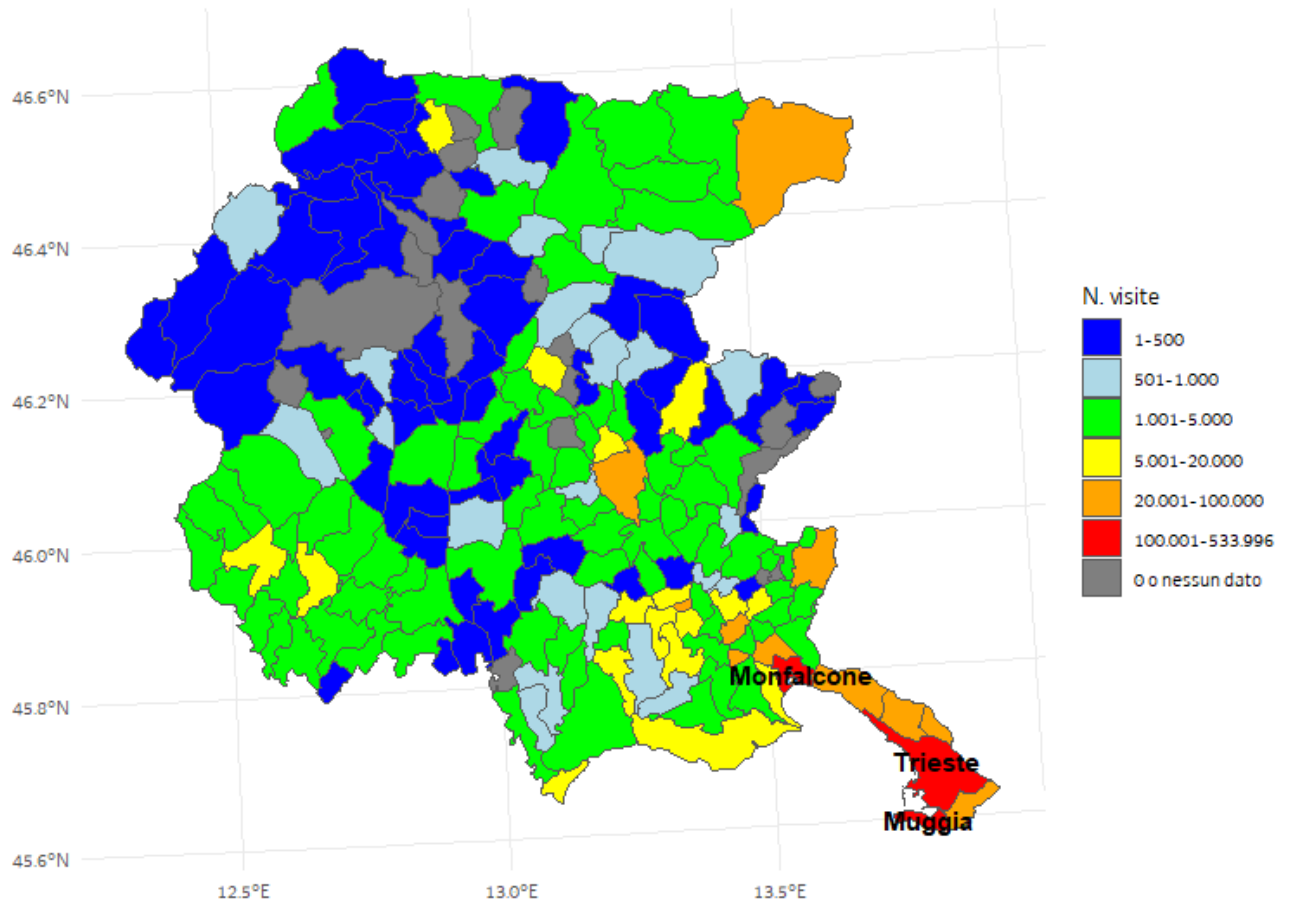 46.6°N
46.4°N
46.2°N
46.0°N
45.8°N
45.6°N
12.5°E
13.0°E
13.5°E
Monfalcone
Trieste
Muggia
N. visite
1-500
501-1.000
1.001-5.000
5.001-20.000
20.001-100.000
100.001-533.996
0 o nessun dato